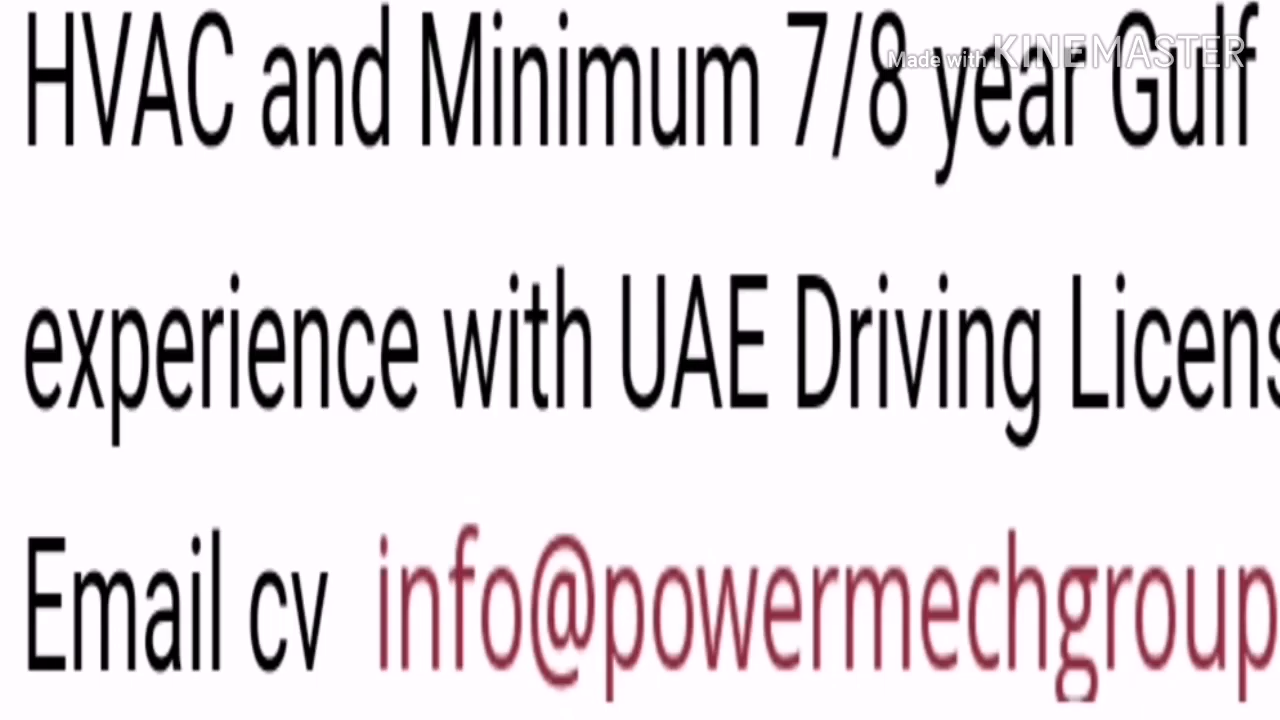 HVAC and Minimum 7/8 year Gulf
Made with KINEMASTER
experience with UAE Driving Licens
Email cv info@powermechgroup